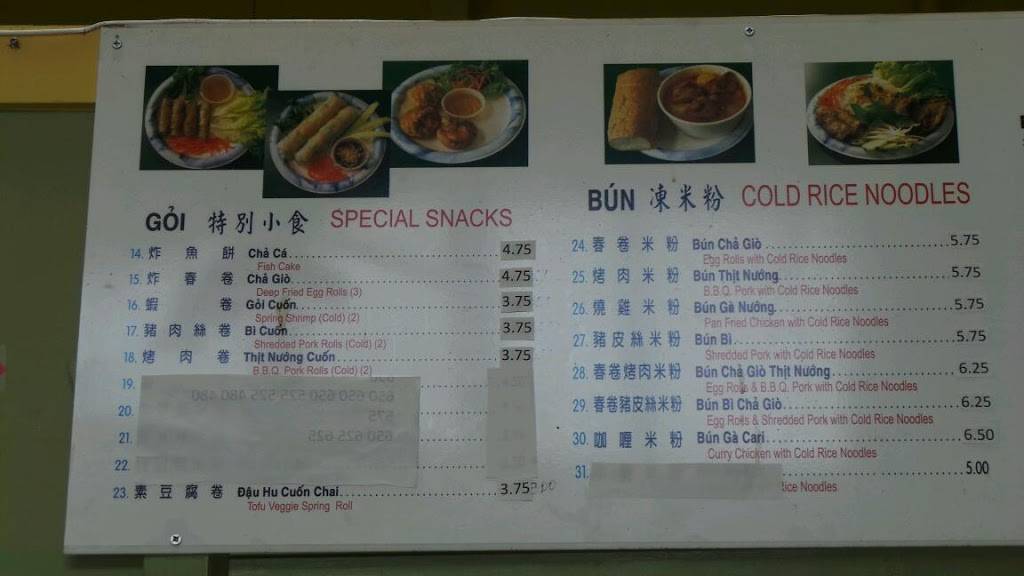 GỎI 特別小食 SPECIAL SNACKS
14. 炸魚餅 Chả Cá 4.75
Fish Cake
15. 炸春卷 Chả Giò 4.75
Deep Fried Egg Rolls (3)
16. 蝦卷 Gỏi Cuốn 3.75
Spring Shrimp (Cold) (2)
17. 豬肉絲卷 Bì Cuốn 3.75
Shredded Pork Rolls (Cold) (2)
18. 烤肉卷 Thịt Nướng Cuốn 3.75
B.B.Q. Pork Rolls (Cold) (2)
19.
20.
21.
22.
23. 素豆腐卷 Đậu Hu Cuốn Chai 3.75
Tofu Veggie Spring Roll
BÚN 凍米粉 COLD RICE NOODLES
24. 春卷米粉 Bún Chả Giò 5.75
Egg Rolls with Cold Rice Noodles
25. 烤肉米粉 Bún Thịt Nướng 5.75
B.B.Q. Pork with Cold Rice Noodles
26. 燒雞米粉 Bún Gà Nướng 5.75
Pan Fried Chicken with Cold Rice Noodles
27. 豬皮絲米粉 Bún Bì 5.75
Shredded Pork with Cold Rice Noodles
28. 春卷烤肉米粉 Bún Chả Giò Thịt Nướng 6.25
Egg Rolls & B.B.Q. Pork with Cold Rice Noodles
29. 春卷豬皮絲米粉 Bún Bì Chả Giò 6.25
Egg Rolls & Shredded Pork with Cold Rice Noodles
30. 咖喱米粉 Bún Gà Cari 6.50
Curry Chicken with Cold Rice Noodles
31. 5.00
Rice Noodles